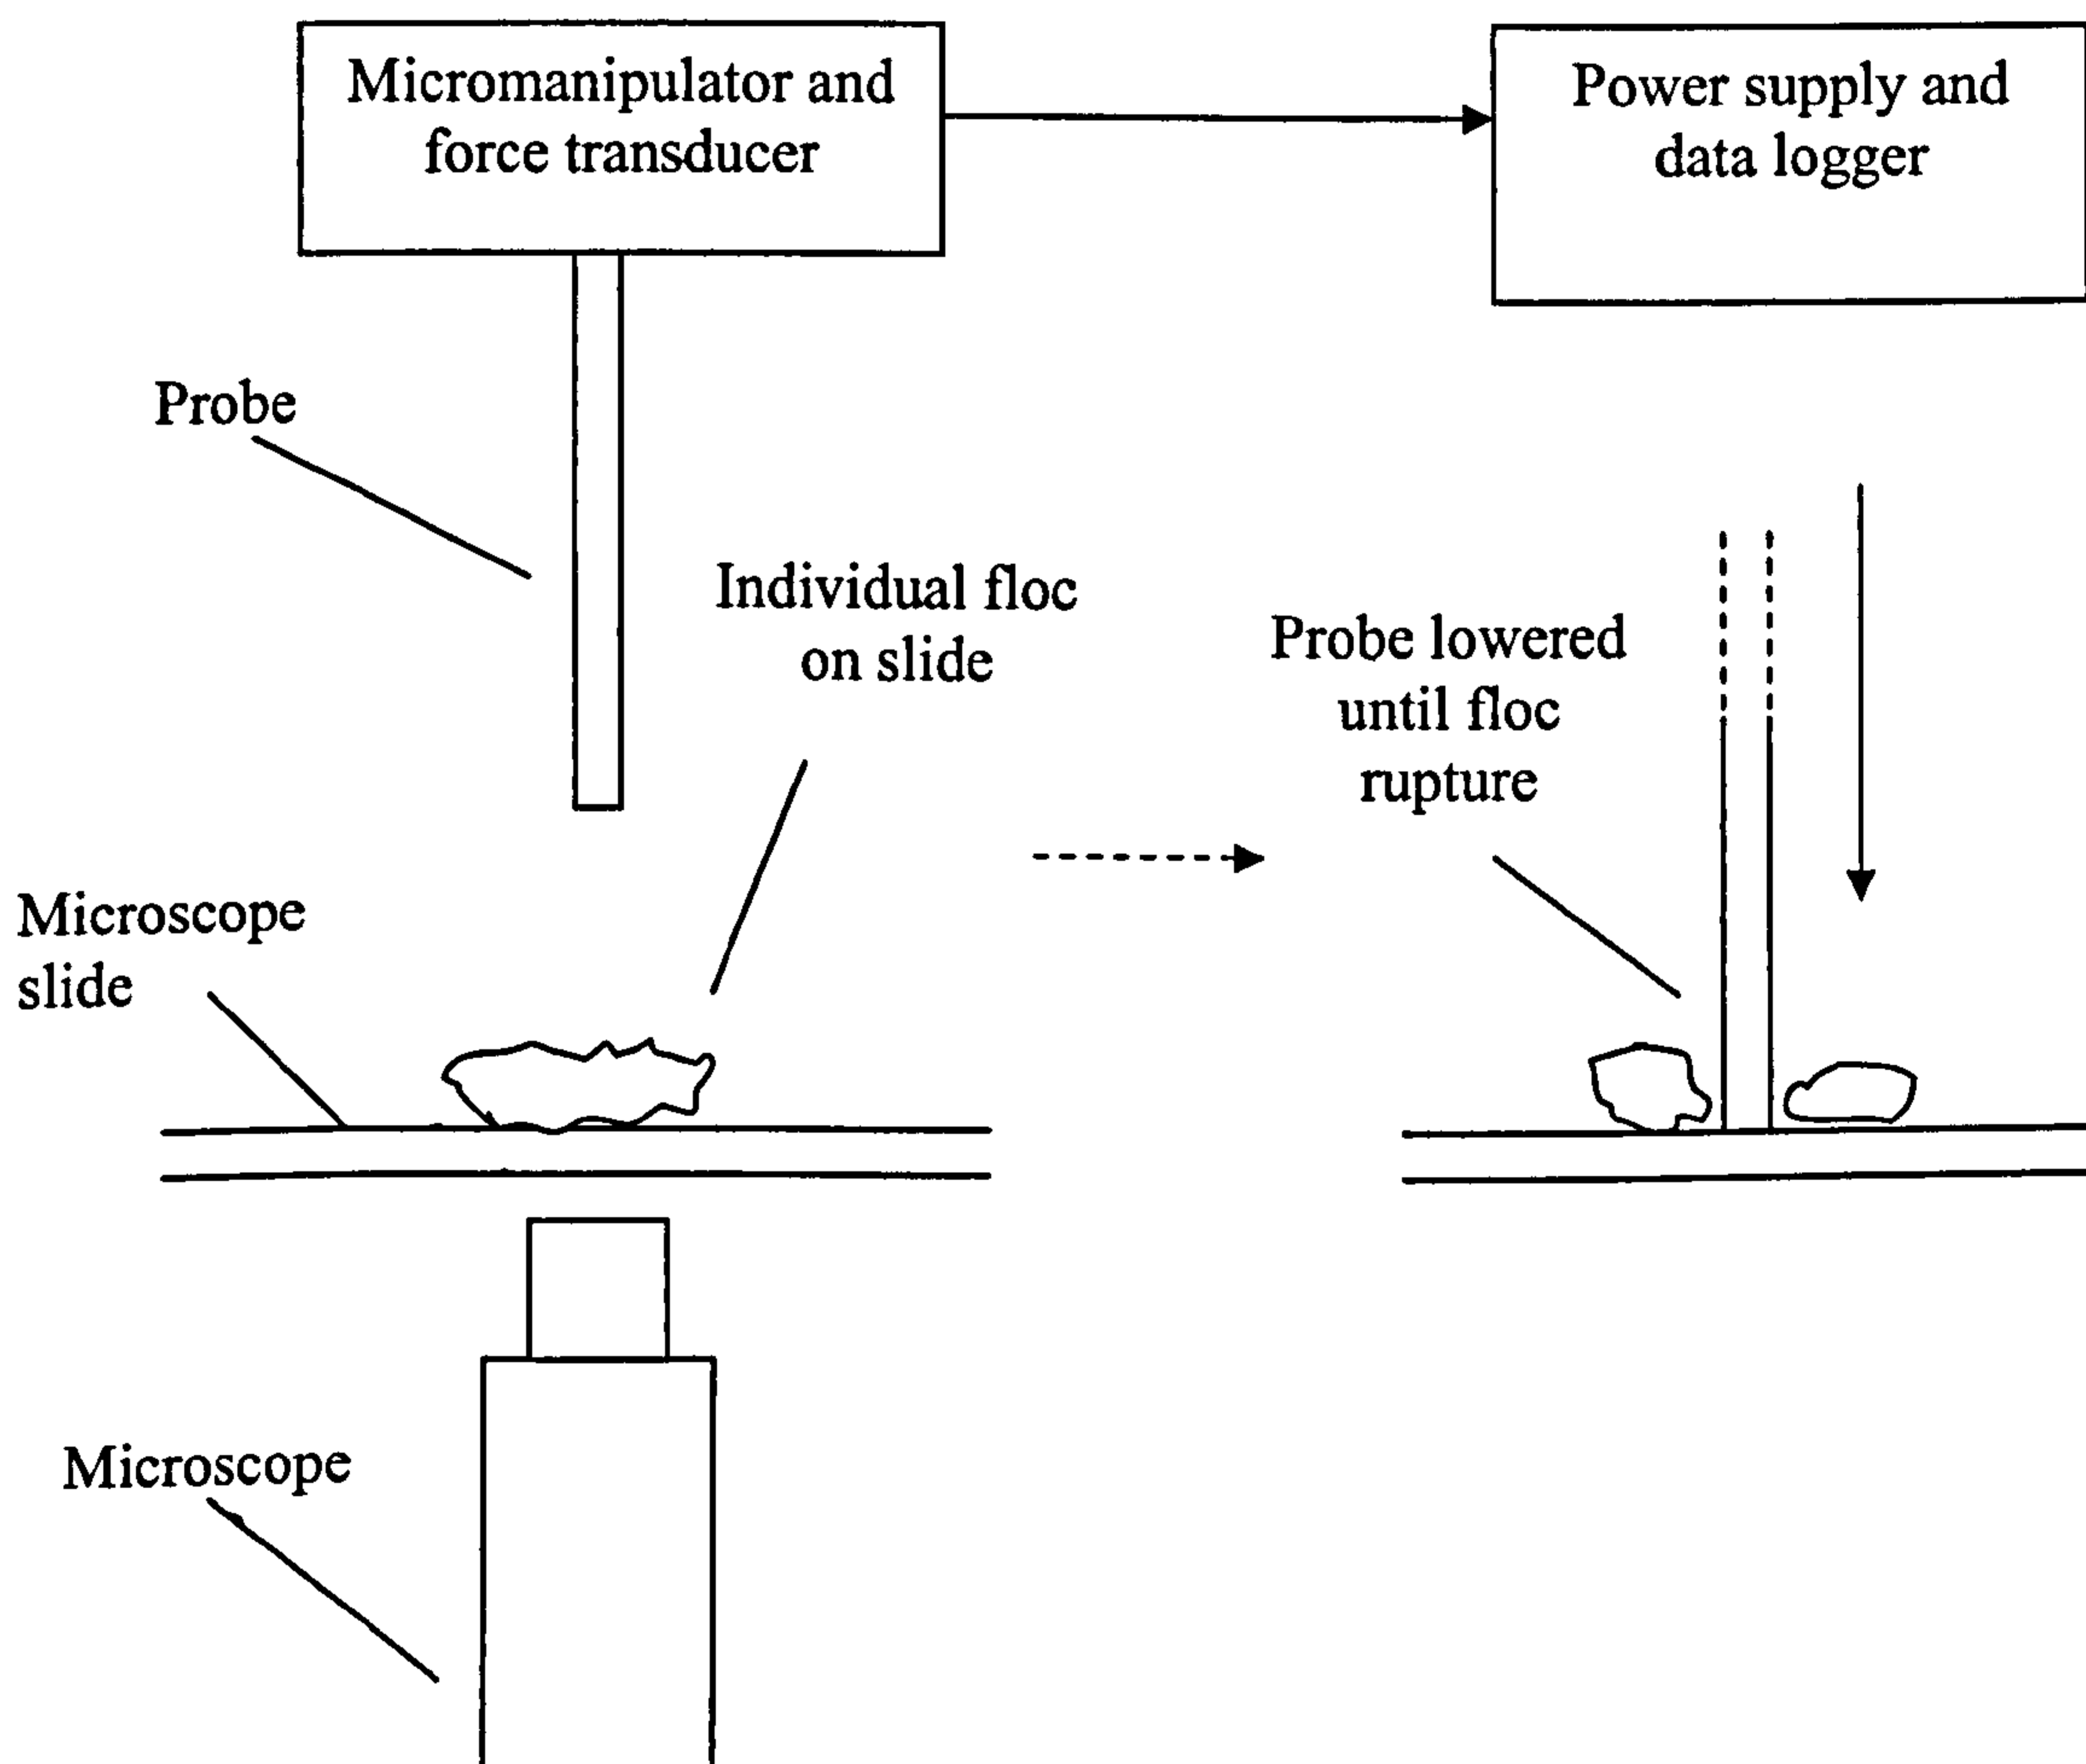 Micromanipulator and
force transducer
Power supply and
data logger
Probe
Individual floc
on slide
Probe lowered
until floc
rupture
Microscope
slide
Microscope